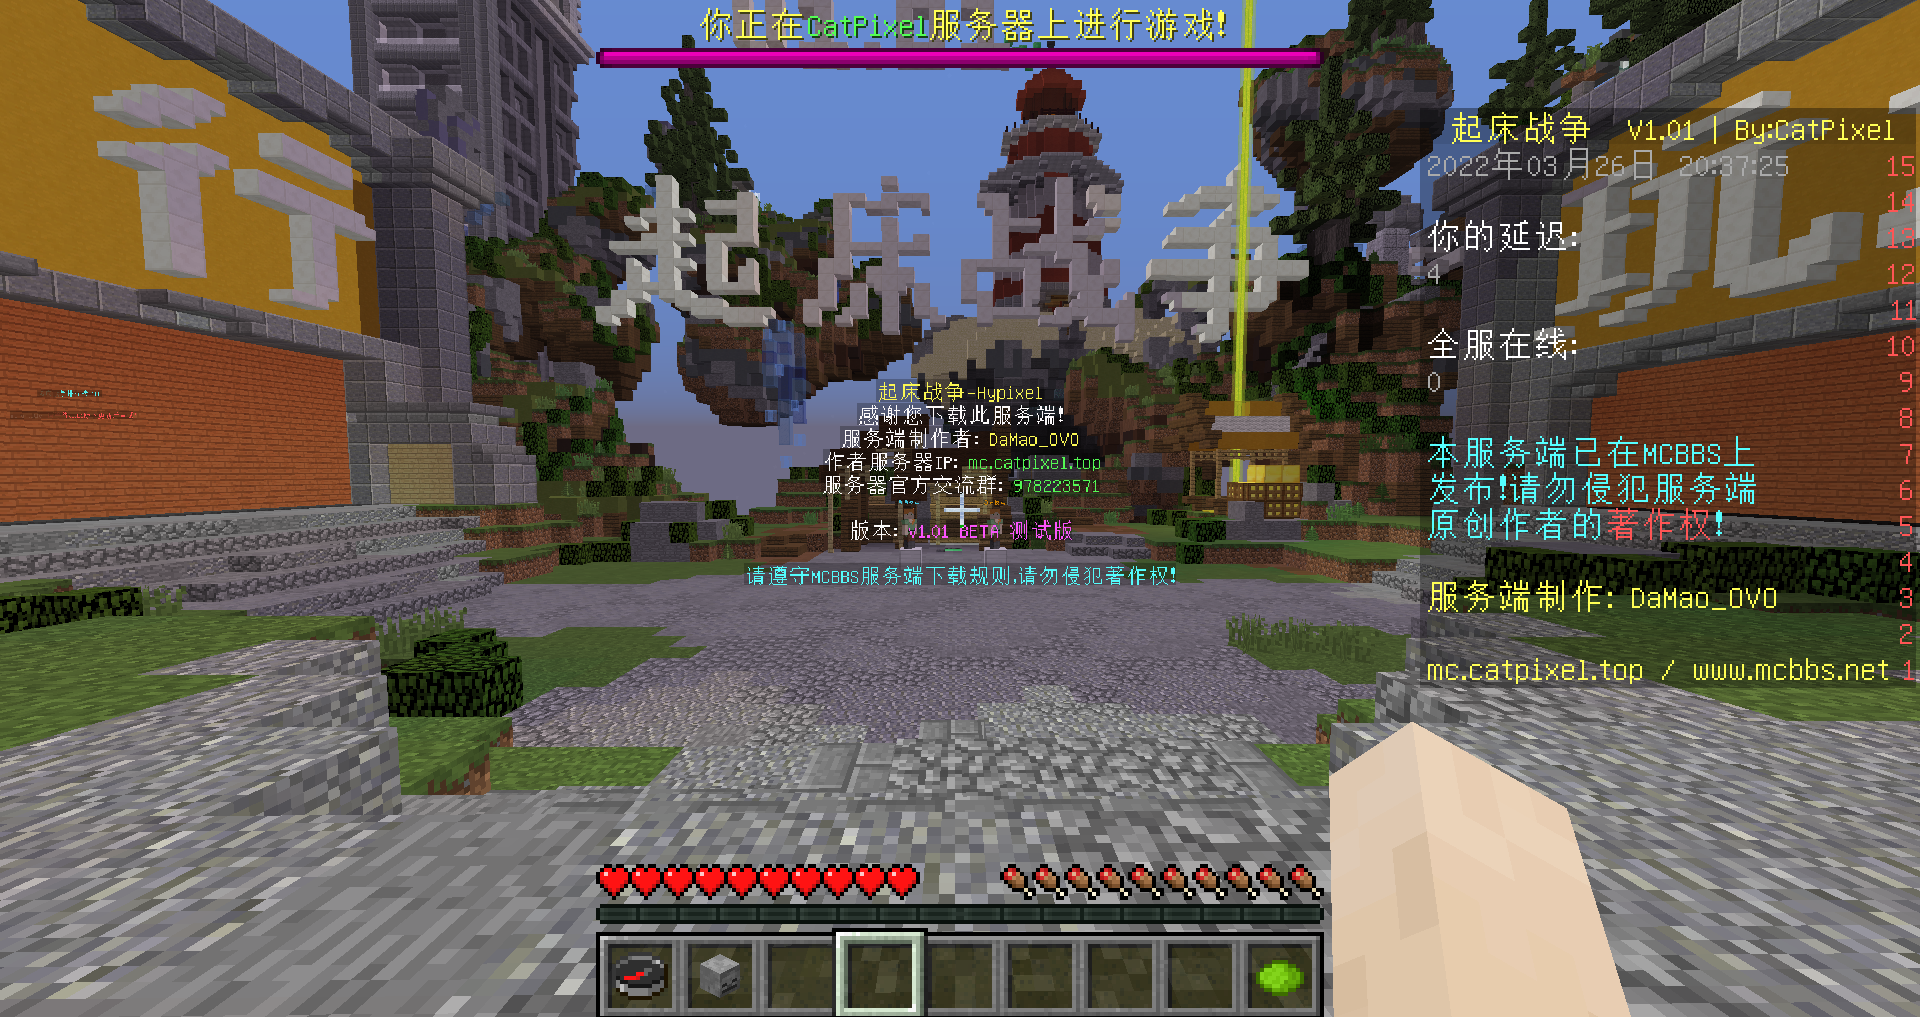 你正在CatPixel服务器上进行游戏!
行
起床战争
规
起床战争-Hypixel
感谢您下载此服务端!
服务端制作者: DaMao_OVO
作者服务器IP: mc.catpixel.top
服务器官方交流群: 978223571
版本: V1.01 BETA 测试版
请遵守MCBBS服务端下载规则,请勿侵犯著作权!
起床战争 V1.01 | By:CatPixel
2022年03月26日 20:37:25 15
14
你的延迟: 13
4 12
11
全服在线: 10
0 9
8
本服务端已在MCBBS上 7
发布!请勿侵犯服务端 6
原创作者的著作权! 5
4
服务端制作: DaMao_OVO 3
2
mc.catpixel.top / www.mcbbs.net 1